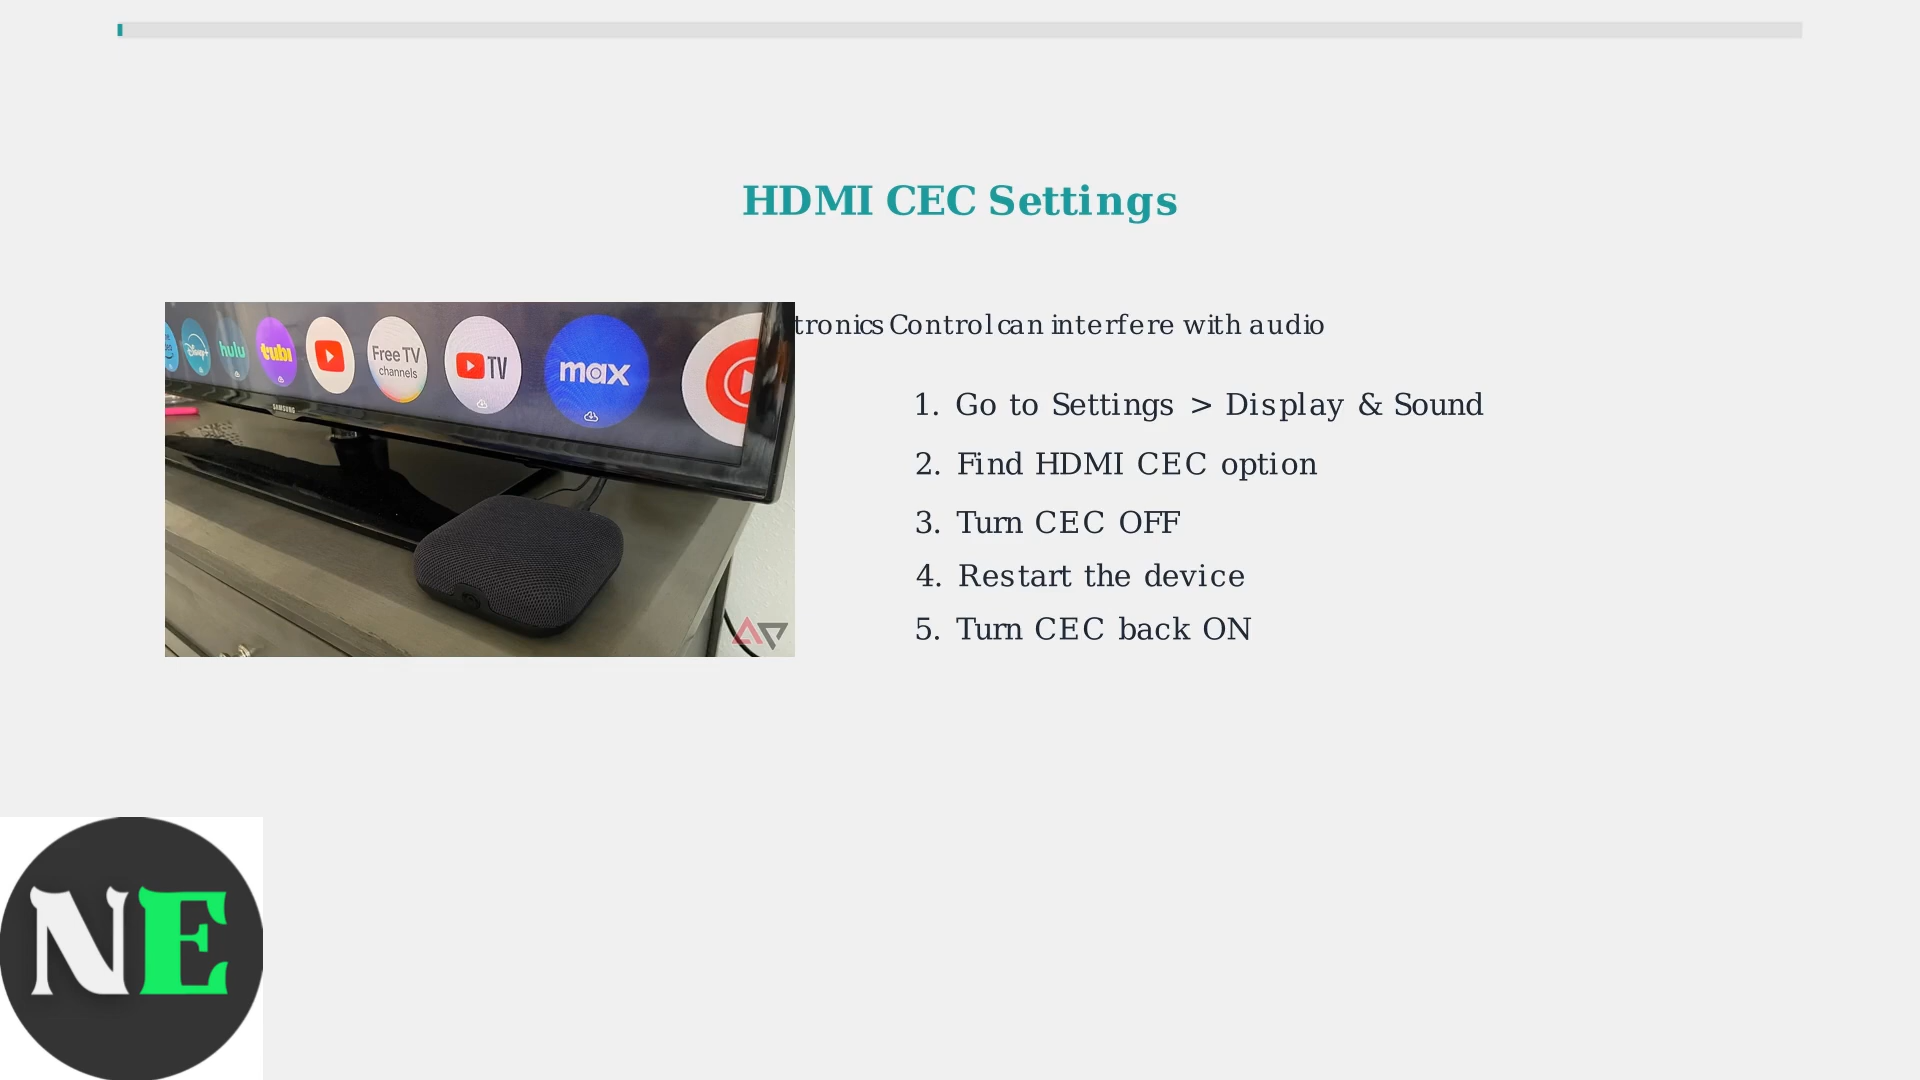 HDMI CEC Settings
tronics Control can interfere with audio
1. Go to Settings > Display & Sound
2. Find HDMI CEC option
3. Turn CEC OFF
4. Restart the device
5. Turn CEC back ON
Disney+
hulu
tubi
Free TV
channels
TV
max
SAMSUNG
NE